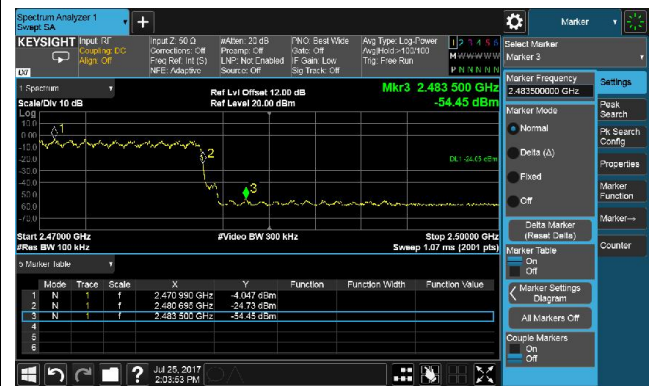 Spectrum Analyzer 1
Swept SA
+
Marker
KEYSIGHT
Input: RF
Coupling: DC
Align: Off
Input Z: 50 Ω
Corrections: Off
Freq Ref: Int (S)
NFE: Adaptive
#Atten: 20 dB
Preamp: Off
LNP: Not Enabled
Source: Off
PNO: Best Wide
Gate: Off
IF Gain: Low
Sig Track: Off
Avg Type: Log-Power
Avg|Hold:>100/100
Trig: Free Run
1 2 3 4 5 6
M W W W W W
P N N N N N
LXI
Select Marker
Marker 3
1 Spectrum
Ref Lvl Offset 12.00 dB
Mkr3 2.483 500 GHz
Scale/Div 10 dB
Ref Level 20.00 dBm
-54.45 dBm
Log
10.0
0.00
-10.0
-20.0
-30.0
-40.0
-50.0
-60.0
-70.0
1
2
3
DL1 -24.05 dBm
Start 2.47000 GHz
#Video BW 300 kHz
Stop 2.50000 GHz
#Res BW 100 kHz
Sweep 1.07 ms (2001 pts)
5 Marker Table
Mode Trace Scale X Y Function Function Width Function Value
1 N 1 f 2.470 990 GHz -4.047 dBm
2 N 1 f 2.480 695 GHz -24.73 dBm
3 N 1 f 2.483 500 GHz -54.45 dBm
4
5
6
Marker Frequency
2.483500000 GHz
Marker Mode
Normal
Delta (Δ)
Fixed
Off
Delta Marker
(Reset Delta)
Marker Table
On
Off
Marker Settings
Diagram
All Markers Off
Couple Markers
On
Off
Settings
Peak
Search
Pk Search
Config
Properties
Marker
Function
Marker→
Counter
?
Jul 25, 2017
2:03:53 PM